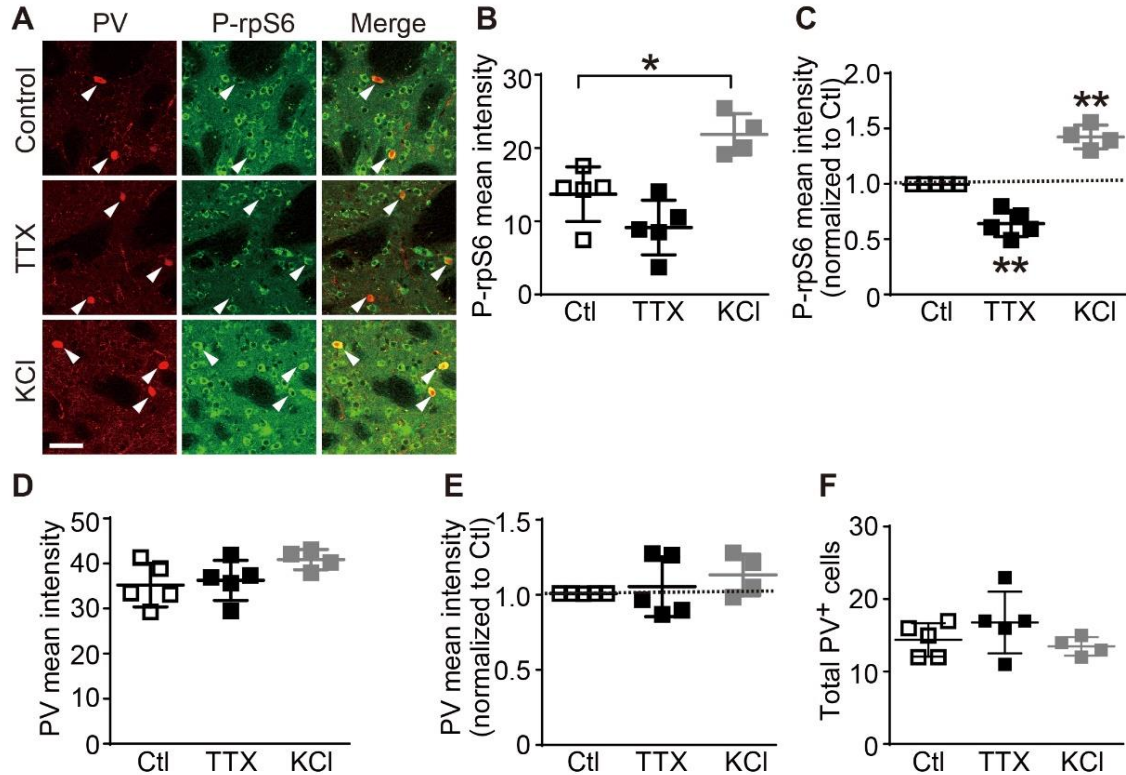 A
PV
P-rpS6
Merge
Control
TTX
KCl
B
P-rpS6 mean intensity
30
20
10
0
*
Ctl
TTX
KCl
C
P-rpS6 mean intensity
(normalized to Ctl)
2.0
1.5
1.0
0.5
0
**
**
Ctl
TTX
KCl
D
PV mean intensity
50
40
30
20
10
0
Ctl
TTX
KCl
E
PV mean intensity
(normalized to Ctl)
1.5
1.0
0.5
0
Ctl
TTX
KCl
F
Total PV⁺ cells
30
20
10
0
Ctl
TTX
KCl